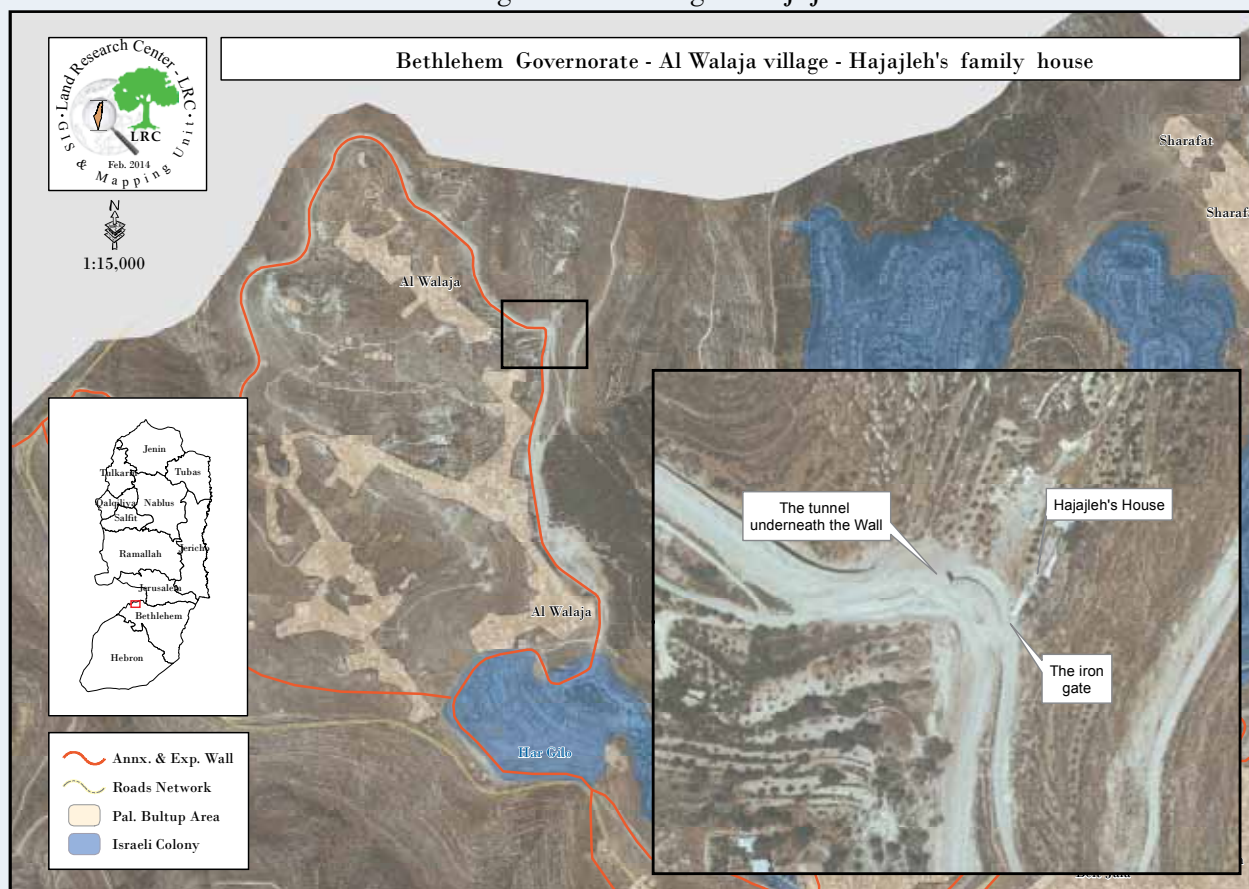 Bethlehem Governorate - Al Walaja village - Hajajleh's family house
Land Research Center - LRC
GIS & Mapping Unit
LRC
Feb. 2014
N
1:15,000
Sharafat
Al Walaja
Jenin
Tulkarm
Tubas
Qalqiliya
Nablus
Salfit
Ramallah
Jericho
Jerusalem
Bethlehem
Hebron
The tunnel
underneath the Wall
Hajajleh's House
The iron
gate
Al Walaja
Har Gilo
Annx. & Exp. Wall
Roads Network
Pal. Bultup Area
Israeli Colony